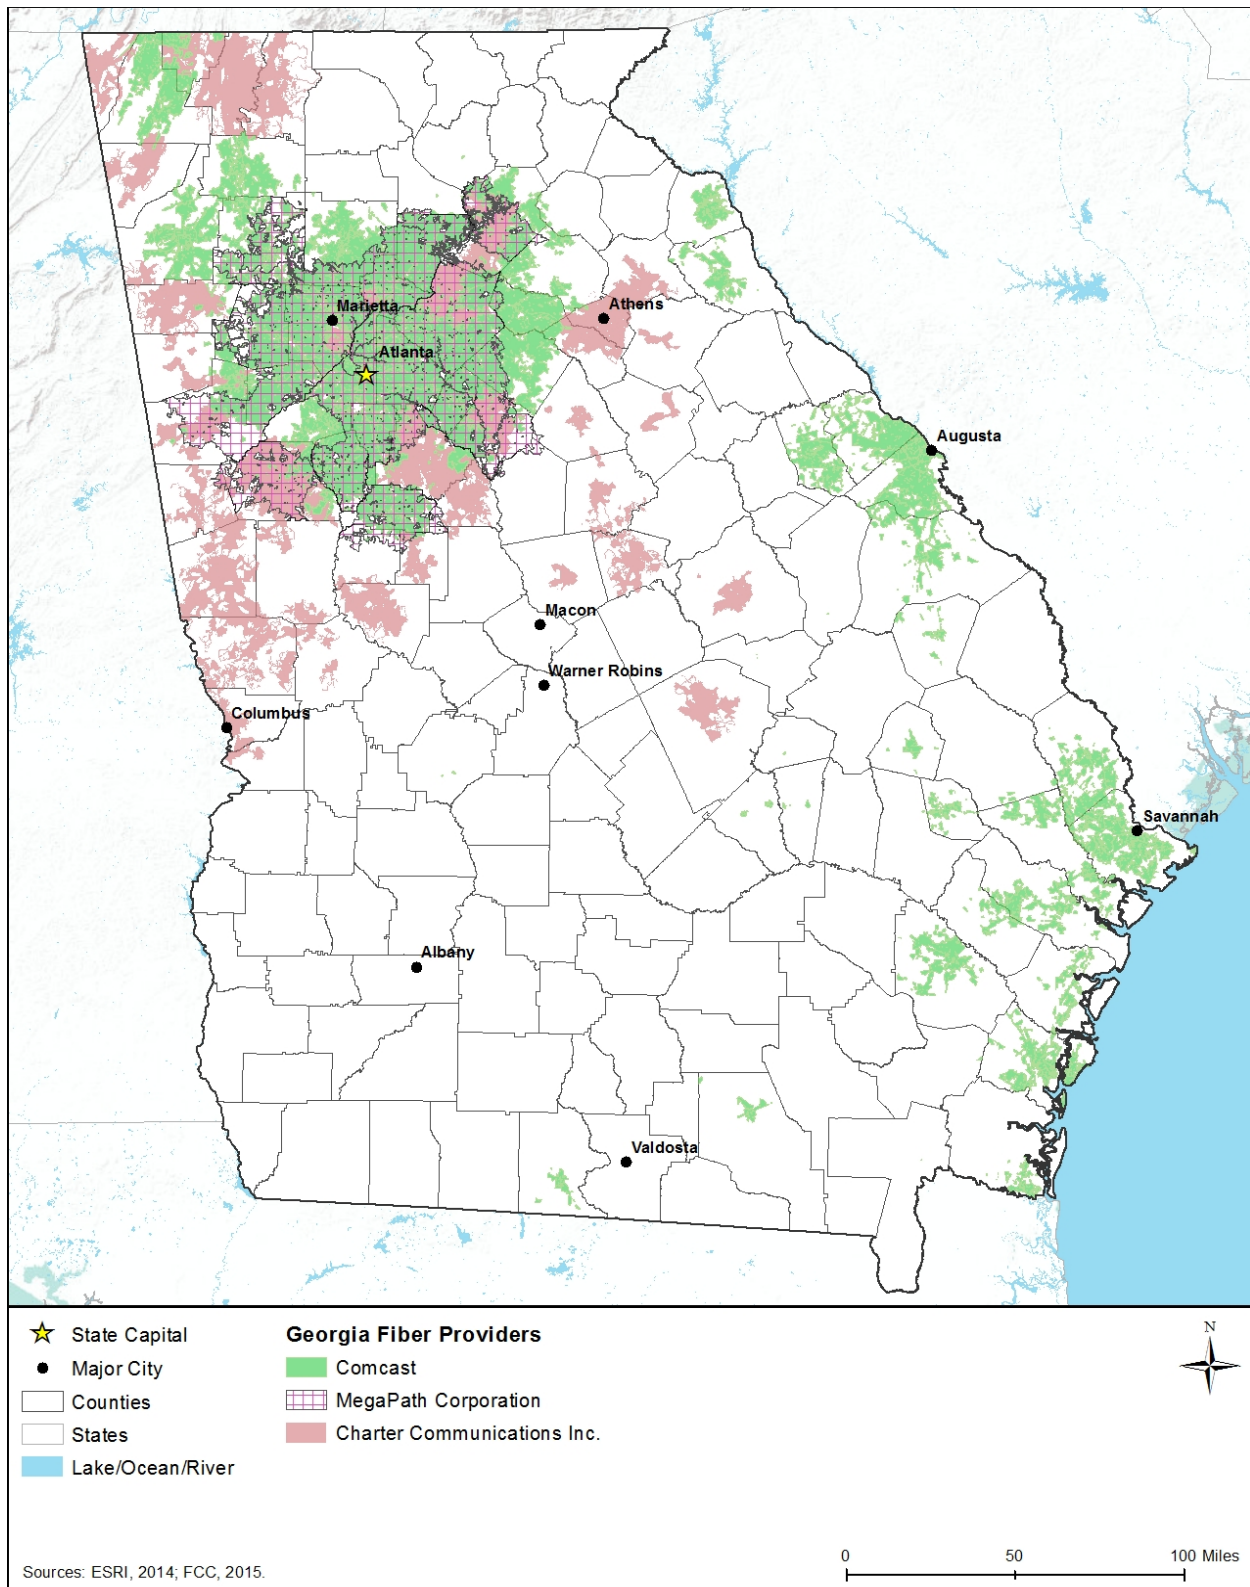 Marietta
Athens
Atlanta
Augusta
Macon
Warner Robins
Columbus
Savannah
Albany
Valdosta
State Capital
Major City
Counties
States
Lake/Ocean/River
Georgia Fiber Providers
Comcast
MegaPath Corporation
Charter Communications Inc.
N
0 50 100 Miles
Sources: ESRI, 2014; FCC, 2015.